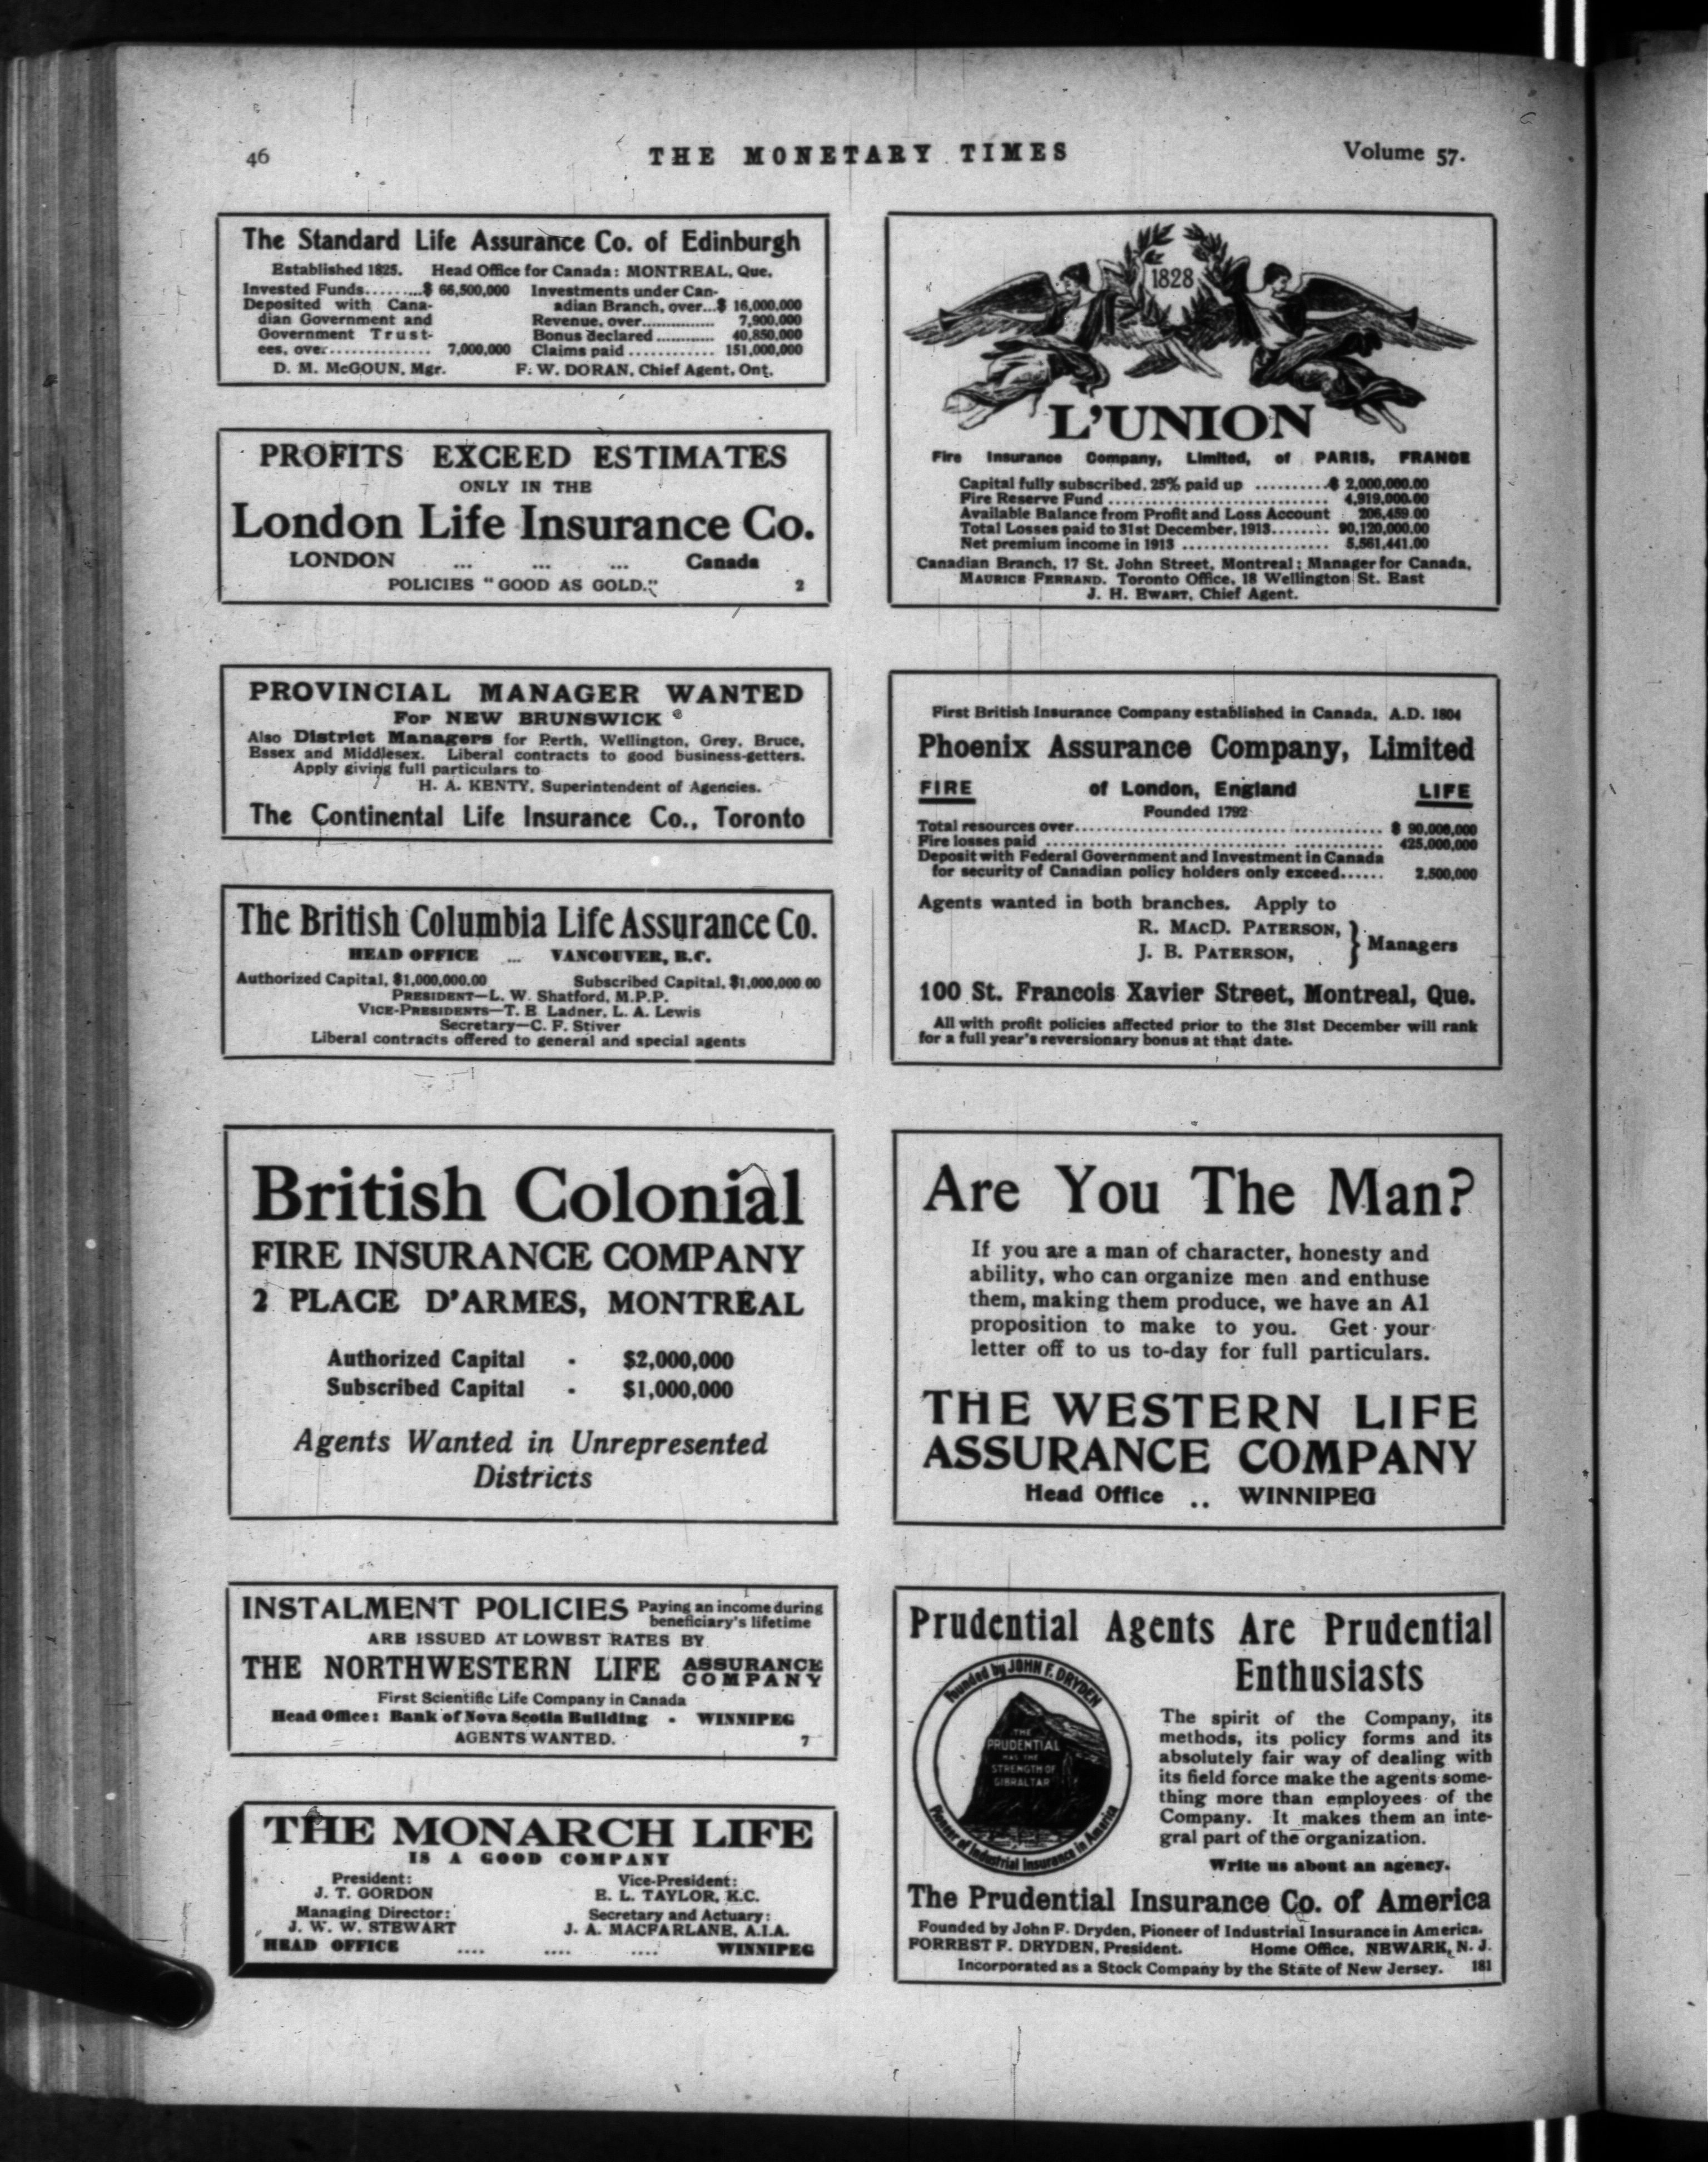 46
THE MONETARY TIMES
Volume 57.
The Standard Life Assurance Co. of Edinburgh
Established 1825. Head Office for Canada: MONTREAL, Que.
Invested Funds.........$ 66,500,000
Deposited with Cana-
dian Government and
Government Trust-
ees, over.............. 7,000,000
Investments under Can-
adian Branch, over...$ 16,000,000
Revenue, over.............. 7,900,000
Bonus declared ............ 40,850,000
Claims paid ............ 151,000,000
D. M. McGOUN, Mgr. F. W. DORAN, Chief Agent, Ont.
PROFITS EXCEED ESTIMATES
ONLY IN THE
London Life Insurance Co.
LONDON ... ... ... Canada
POLICIES "GOOD AS GOLD." 2
PROVINCIAL MANAGER WANTED
For NEW BRUNSWICK
Also District Managers for Perth, Wellington, Grey, Bruce,
Essex and Middlesex. Liberal contracts to good business-getters.
Apply giving full particulars to
H. A. KENTY, Superintendent of Agencies.
The Continental Life Insurance Co., Toronto
The British Columbia Life Assurance Co.
HEAD OFFICE ... VANCOUVER, B.C.
Authorized Capital, $1,000,000.00 Subscribed Capital, $1,000,000 00
PRESIDENT—L. W. Shatford, M.P.P.
VICE-PRESIDENTS—T. E Ladner, L. A. Lewis
Secretary—C. F. Stiver
Liberal contracts offered to general and special agents
British Colonial
FIRE INSURANCE COMPANY
2 PLACE D'ARMES, MONTREAL
Authorized Capital - $2,000,000
Subscribed Capital - $1,000,000
Agents Wanted in Unrepresented
Districts
INSTALMENT POLICIES Paying an income during
beneficiary's lifetime
ARE ISSUED AT LOWEST RATES BY
THE NORTHWESTERN LIFE ASSURANCE
COMPANY
First Scientific Life Company in Canada
Head Office: Bank of Nova Scotia Building - WINNIPEG
AGENTS WANTED. 7
THE MONARCH LIFE
IS A GOOD COMPANY
President: Vice-President:
J. T. GORDON E. L. TAYLOR, K.C.
Managing Director: Secretary and Actuary:
J. W. W. STEWART J. A. MACFARLANE, A.I.A.
HEAD OFFICE .... .... .... WINNIPEG
1828
L'UNION
Fire Insurance Company, Limited, of PARIS, FRANCE
Capital fully subscribed, 25% paid up ..........$ 2,000,000.00
Fire Reserve Fund .............................. 4,919,000.00
Available Balance from Profit and Loss Account 206,459.00
Total Losses paid to 31st December, 1913........ 90,120,000.00
Net premium income in 1913 .................... 5,561,441.00
Canadian Branch, 17 St. John Street, Montreal; Manager for Canada,
MAURICE FERRAND. Toronto Office, 18 Wellington St. East
J. H. EWART, Chief Agent.
First British Insurance Company established in Canada, A.D. 1804
Phoenix Assurance Company, Limited
FIRE of London, England LIFE
Founded 1792
Total resources over.............................................. $ 90,000,000
Fire losses paid .................................................. 425,000,000
Deposit with Federal Government and Investment in Canada
for security of Canadian policy holders only exceed...... 2,500,000
Agents wanted in both branches. Apply to
R. MACD. PATERSON,
J. B. PATERSON, } Managers
100 St. Francois Xavier Street, Montreal, Que.
All with profit policies affected prior to the 31st December will rank
for a full year's reversionary bonus at that date.
Are You The Man?
If you are a man of character, honesty and
ability, who can organize men and enthuse
them, making them produce, we have an A1
proposition to make to you. Get your
letter off to us to-day for full particulars.
THE WESTERN LIFE
ASSURANCE COMPANY
Head Office .. WINNIPEG
Prudential Agents Are Prudential
Enthusiasts
Founded by JOHN F. DRYDEN
THE
PRUDENTIAL
HAS THE
STRENGTH OF
GIBRALTAR
Pioneer of Industrial Insurance in America
The spirit of the Company, its
methods, its policy forms and its
absolutely fair way of dealing with
its field force make the agents some-
thing more than employees of the
Company. It makes them an inte-
gral part of the organization.
Write us about an agency.
The Prudential Insurance Co. of America
Founded by John F. Dryden, Pioneer of Industrial Insurance in America.
FORREST F. DRYDEN, President. Home Office, NEWARK, N. J.
Incorporated as a Stock Company by the State of New Jersey. 181